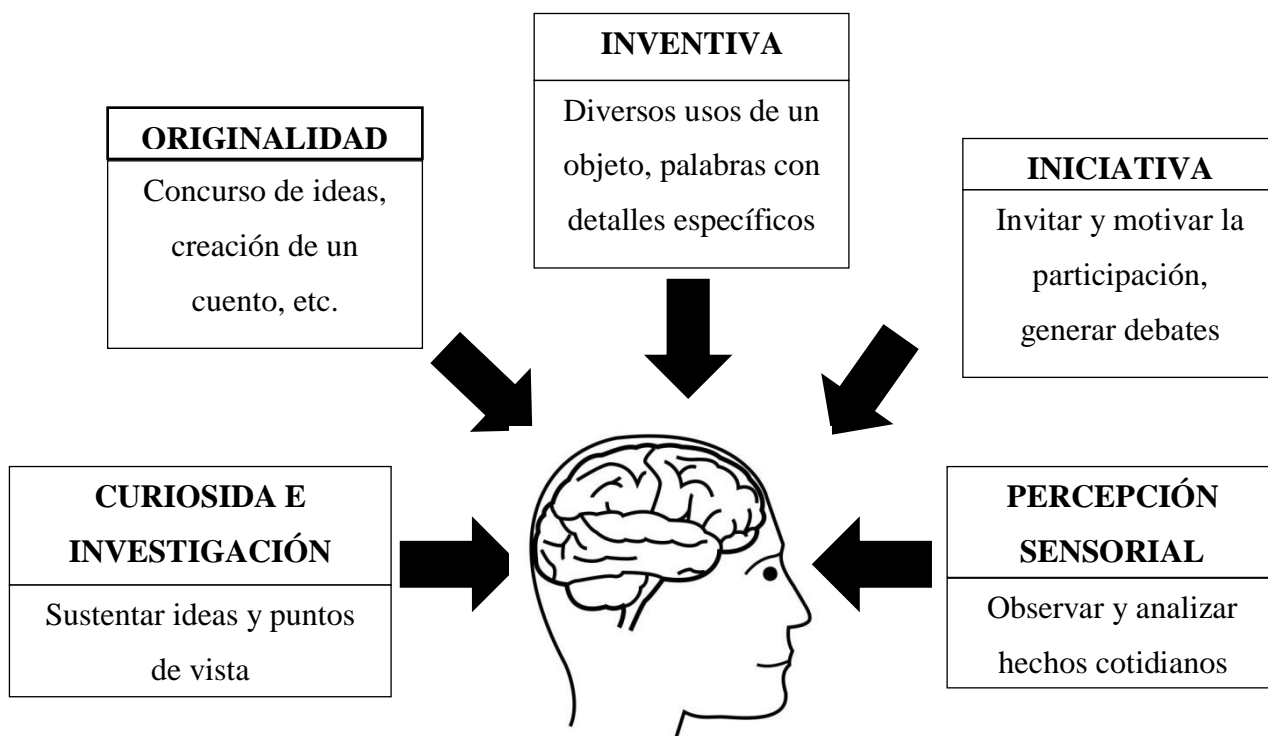 INVENTIVA
Diversos usos de un
objeto, palabras con
detalles específicos
ORIGINALIDAD
Concurso de ideas,
creación de un
cuento, etc.
INICIATIVA
Invitar y motivar la
participación,
generar debates
CURIOSIDA E
INVESTIGACIÓN
Sustentar ideas y puntos
de vista
PERCEPCIÓN
SENSORIAL
Observar y analizar
hechos cotidianos